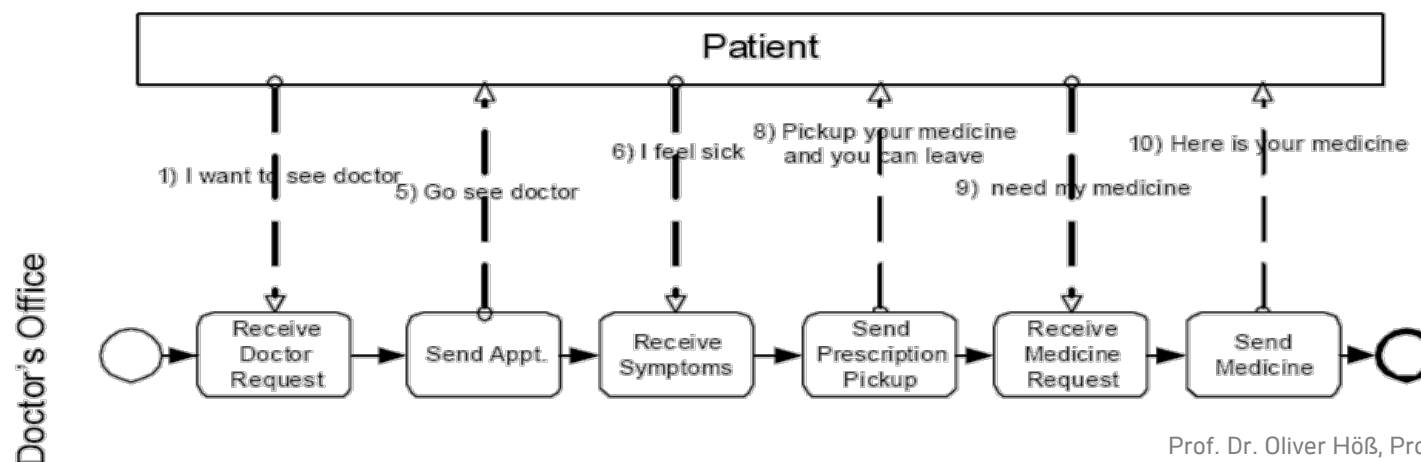 Patient
8) Pickup your medicine
and you can leave
6) I feel sick
10) Here is your medicine
1) I want to see doctor
5) Go see doctor
9) need my medicine
Doctor's Office
Receive
Doctor
Request
Send Appt.
Receive
Symptoms
Send
Prescription
Pickup
Receive
Medicine
Request
Send
Medicine
Prof. Dr. Oliver Höß, Pro